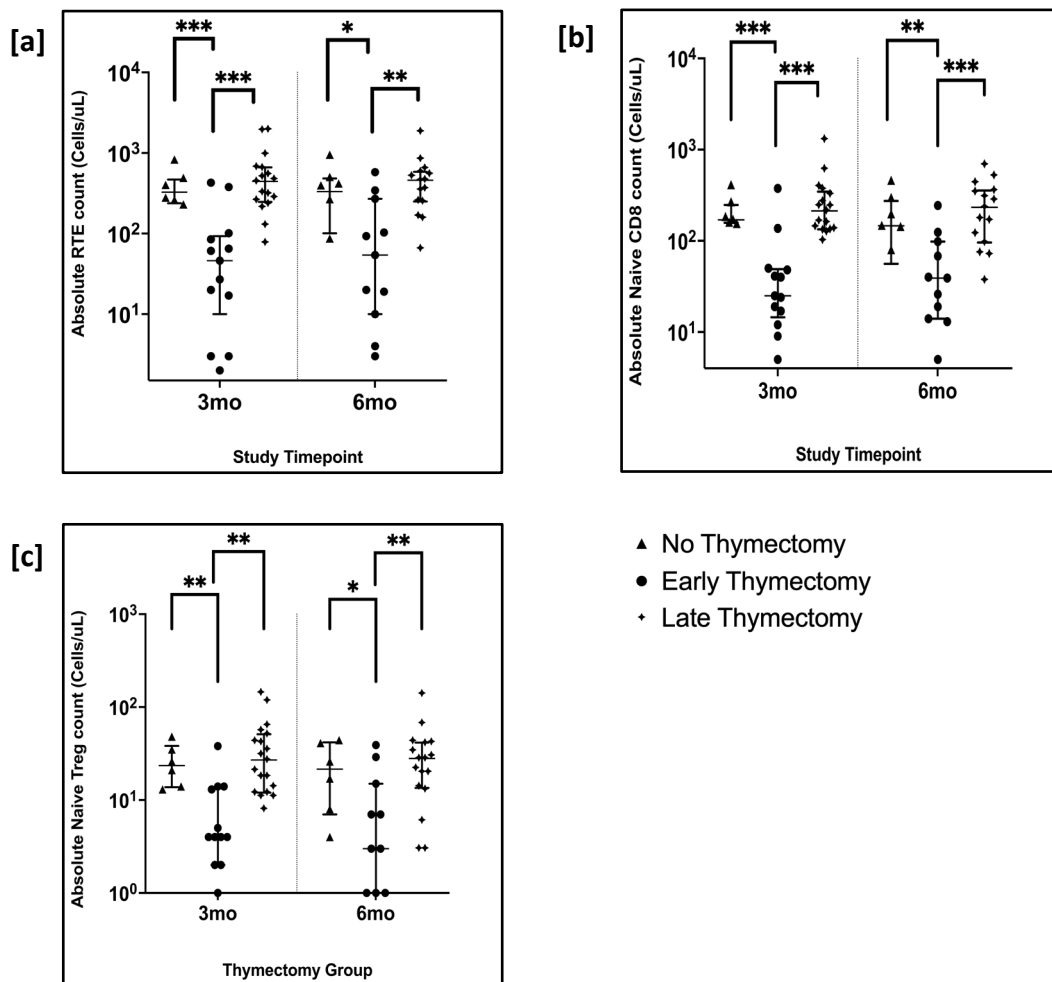 [a]
***
***
*
**
Absolute RTE count (Cells/uL)
10⁴
10³
10²
10¹
3mo
6mo
Study Timepoint
[b]
***
***
**
***
Absolute Naive CD8 count (Cells/uL)
10⁴
10³
10²
10¹
3mo
6mo
Study Timepoint
[c]
**
**
*
**
Absolute Naive Treg count (Cells/uL)
10³
10²
10¹
10⁰
3mo
6mo
Thymectomy Group
No Thymectomy
Early Thymectomy
Late Thymectomy